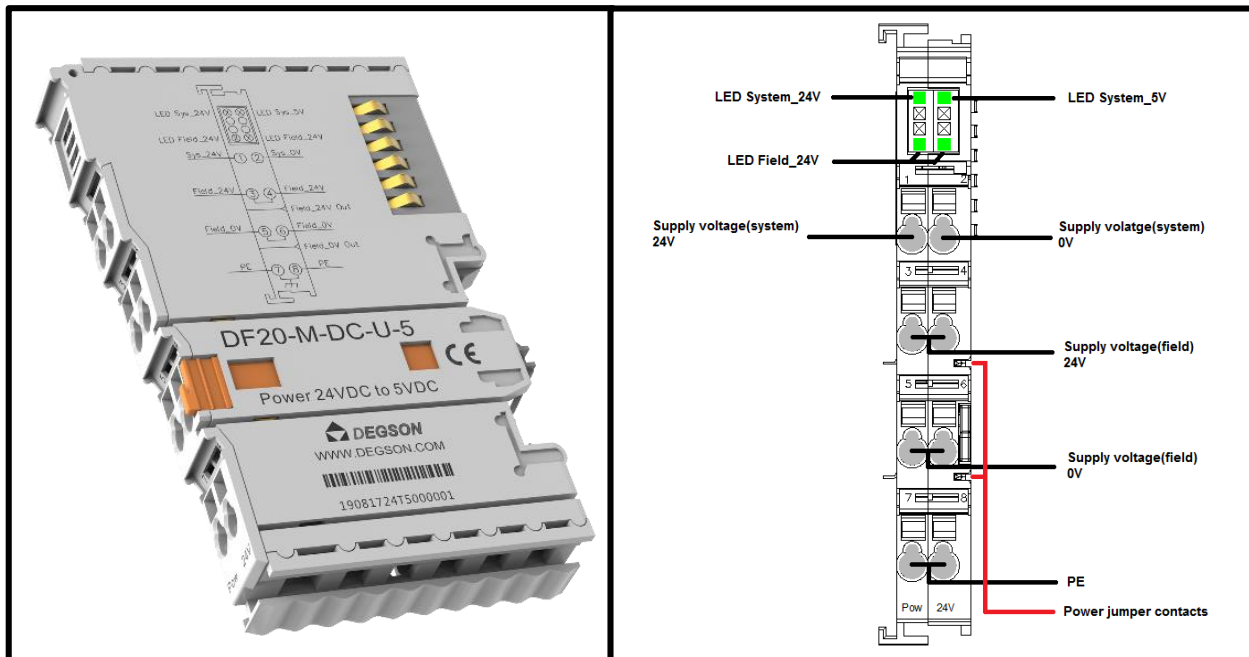 LED Sys_24V
LED Sys_5V
LED Field_24V
LED Field_24V
Sys_24V
1
2
Sys_0V
Field_24V
3
4
Field_24V
Field_24V Out
Field_0V
5
6
Field_0V
Field_0V Out
PE
7
8
PE
DF20-M-DC-U-5
CE
Power 24VDC to 5VDC
DEGSON
WWW.DEGSON.COM
19081724T5000001
Pow 24V
LED System_24V
LED System_5V
LED Field_24V
1 2
Supply voltage(system)
24V
Supply volatge(system)
0V
3 4
Supply voltage(field)
24V
5 6
Supply voltage(field)
0V
7 8
PE
Pow 24V
Power jumper contacts